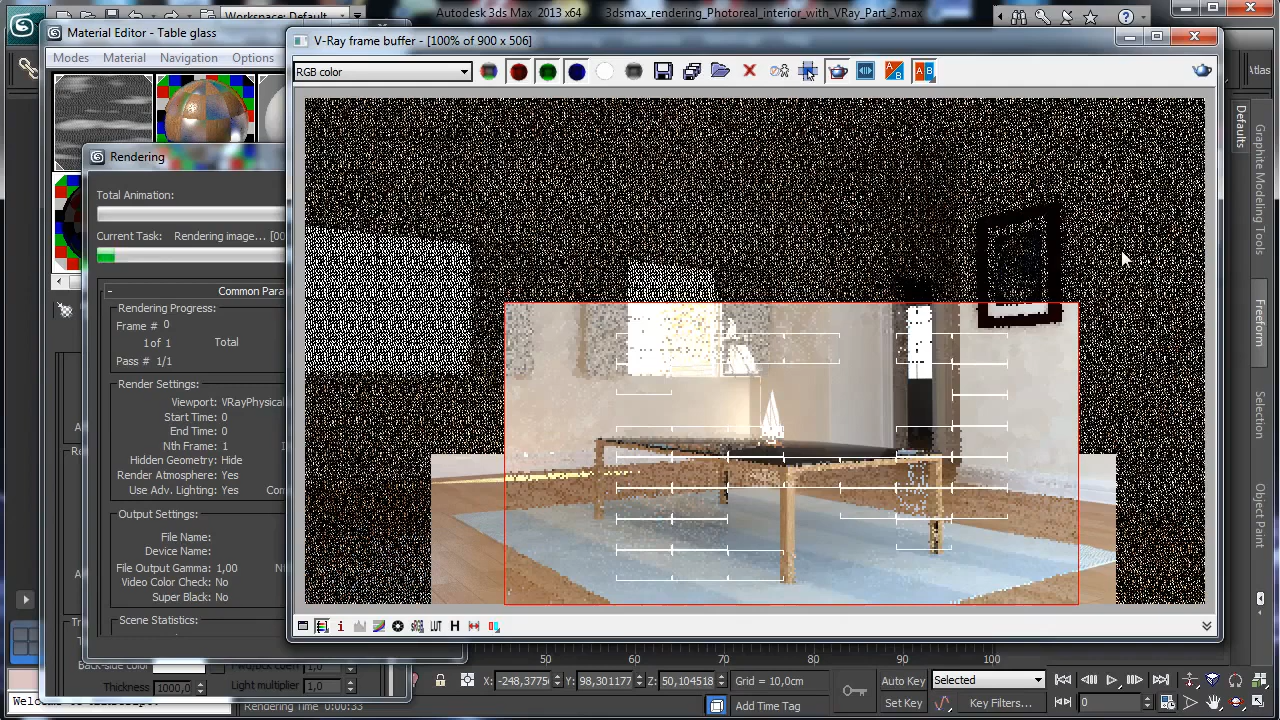 Workspace: Default
Autodesk 3ds Max 2013 x64
3dsmax_rendering_Photoreal_interior_with_VRay_Part_3.max
Material Editor - Table glass
Modes Material Navigation Options
V-Ray frame buffer - [100% of 900 x 506]
RGB color
Atlas
Rendering
Total Animation:
Current Task: Rendering image... [00
Common Para
Rendering Progress:
Frame # 0
1 of 1 Total
Pass # 1/1
Render Settings:
Viewport: VRayPhysical
Start Time: 0
End Time: 0
Nth Frame: 1
Hidden Geometry: Hide
Render Atmosphere: Yes
Use Adv. Lighting: Yes
Output Settings:
File Name:
Device Name:
File Output Gamma: 1,00
Video Color Check: No
Super Black: No
Scene Statistics:
Defaults
Graphite Modeling Tools
Freeform
Selection
Object Paint
sRGB LUT H
50 60 70 80 90 100
Back-side color
Thickness 1000,0
Light multiplier 1,0
X: -248,3775 Y: 98,301177 Z: 50,104518 Grid = 10,0cm
Auto Key Selected
Rendering Time 0:00:33
Add Time Tag
Set Key Key Filters... 0